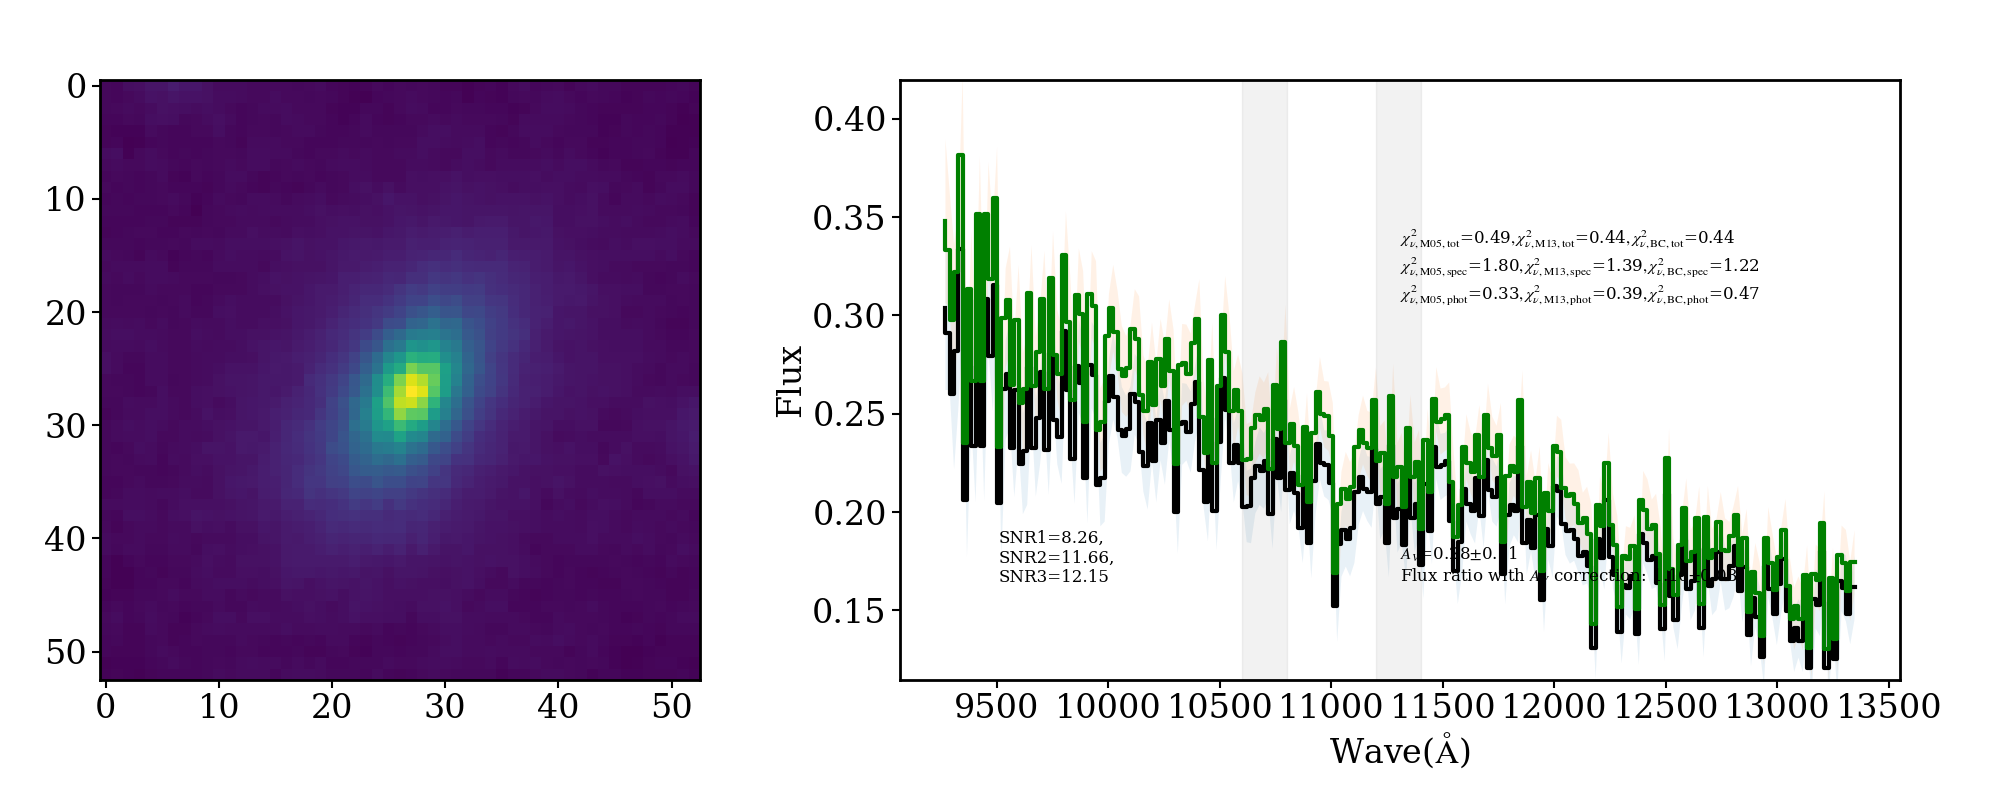 0
10
20
30
40
50
0 10 20 30 40 50
0.40
0.35
0.30
0.25
0.20
0.15
Flux
χ²ν,M05,tot=0.49,χ²ν,M13,tot=0.44,χ²ν,BC,tot=0.44
χ²ν,M05,spec=1.80,χ²ν,M13,spec=1.39,χ²ν,BC,spec=1.22
χ²ν,M05,phot=0.33,χ²ν,M13,phot=0.39,χ²ν,BC,phot=0.47
SNR1=8.26,
SNR2=11.66,
SNR3=12.15
Flux ratio with Aᵥ correction:
9500 10000 10500 11000 11500 12000 12500 13000 13500
Wave(Å)